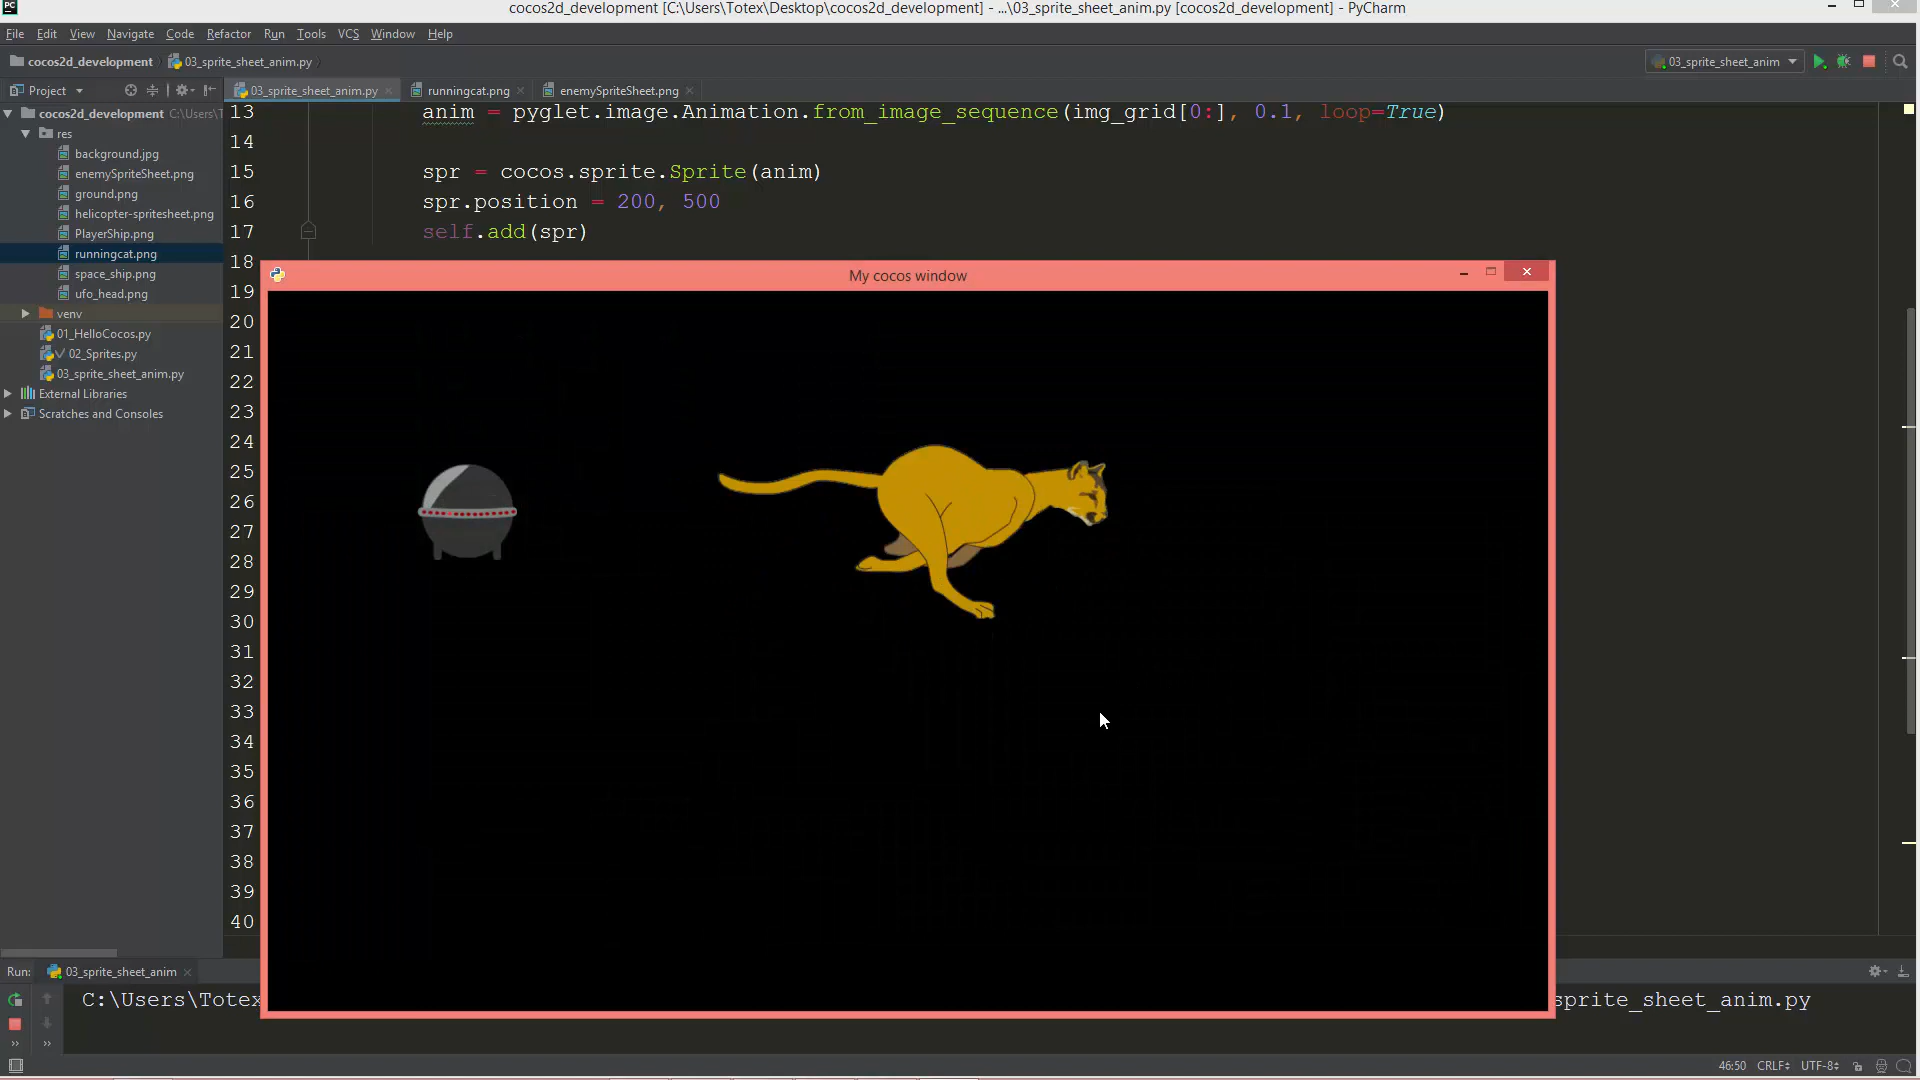 cocos2d_development [C:\Users\Totex\Desktop\cocos2d_development] - ...\03_sprite_sheet_anim.py [cocos2d_development] - PyCharm
File Edit View Navigate Code Refactor Run Tools VCS Window Help
cocos2d_development 03_sprite_sheet_anim.py 03_sprite_sheet_anim
Project 03_sprite_sheet_anim.py runningcat.png enemySpriteSheet.png
cocos2d_development C:\Users\T
res
background.jpg
enemySpriteSheet.png
ground.png
helicopter-spritesheet.png
PlayerShip.png
runningcat.png
space_ship.png
ufo_head.png
venv
01_HelloCocos.py
02_Sprites.py
03_sprite_sheet_anim.py
External Libraries
Scratches and Consoles
13 anim = pyglet.image.Animation.from_image_sequence(img_grid[0:], 0.1, loop=True)
14
15 spr = cocos.sprite.Sprite(anim)
16 spr.position = 200, 500
17 self.add(spr)
18
19
20
21
22
23
24
25
26
27
28
29
30
31
32
33
34
35
36
37
38
39
40
My cocos window
Run: 03_sprite_sheet_anim
C:\Users\Totex
sprite_sheet_anim.py
46:50 CRLF UTF-8